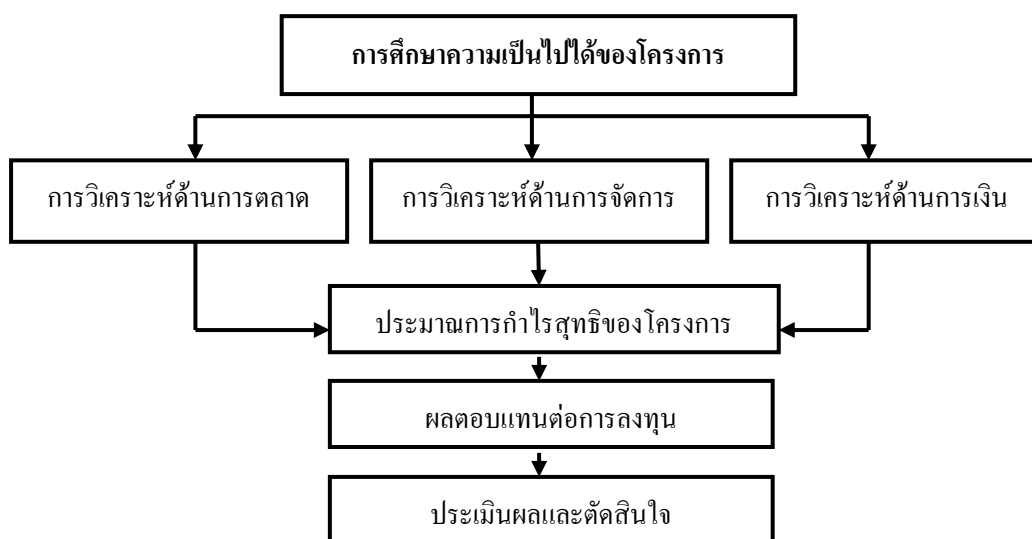 การศึกษาความเป็นไปได้ของโครงการ
การวิเคราะห์ด้านการตลาด
การวิเคราะห์ด้านการจัดการ
การวิเคราะห์ด้านการเงิน
ประมาณการกำไรสุทธิของโครงการ
ผลตอบแทนต่อการลงทุน
ประเมินผลและตัดสินใจ